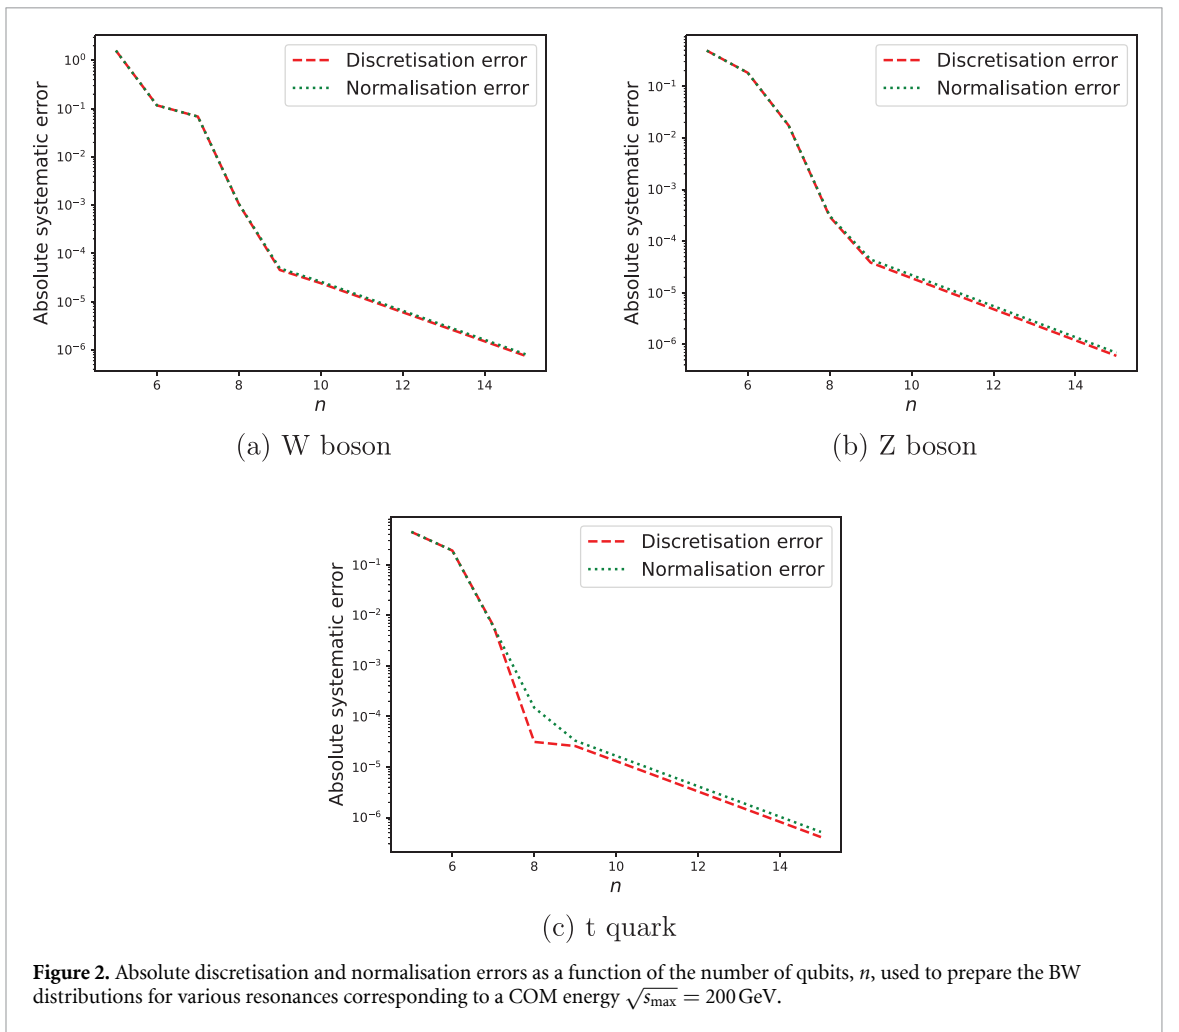 Discretisation error
Normalisation error
Absolute systematic error
10⁰
10⁻¹
10⁻²
10⁻³
10⁻⁴
10⁻⁵
10⁻⁶
6 8 10 12 14
n
(a) W boson
Discretisation error
Normalisation error
Absolute systematic error
10⁻¹
10⁻²
10⁻³
10⁻⁴
10⁻⁵
10⁻⁶
6 8 10 12 14
n
(b) Z boson
Discretisation error
Normalisation error
Absolute systematic error
10⁻¹
10⁻²
10⁻³
10⁻⁴
10⁻⁵
10⁻⁶
6 8 10 12 14
n
(c) t quark
Figure 2. Absolute discretisation and normalisation errors as a function of the number of qubits, n, used to prepare the BW
distributions for various resonances corresponding to a COM energy √s_max = 200 GeV.